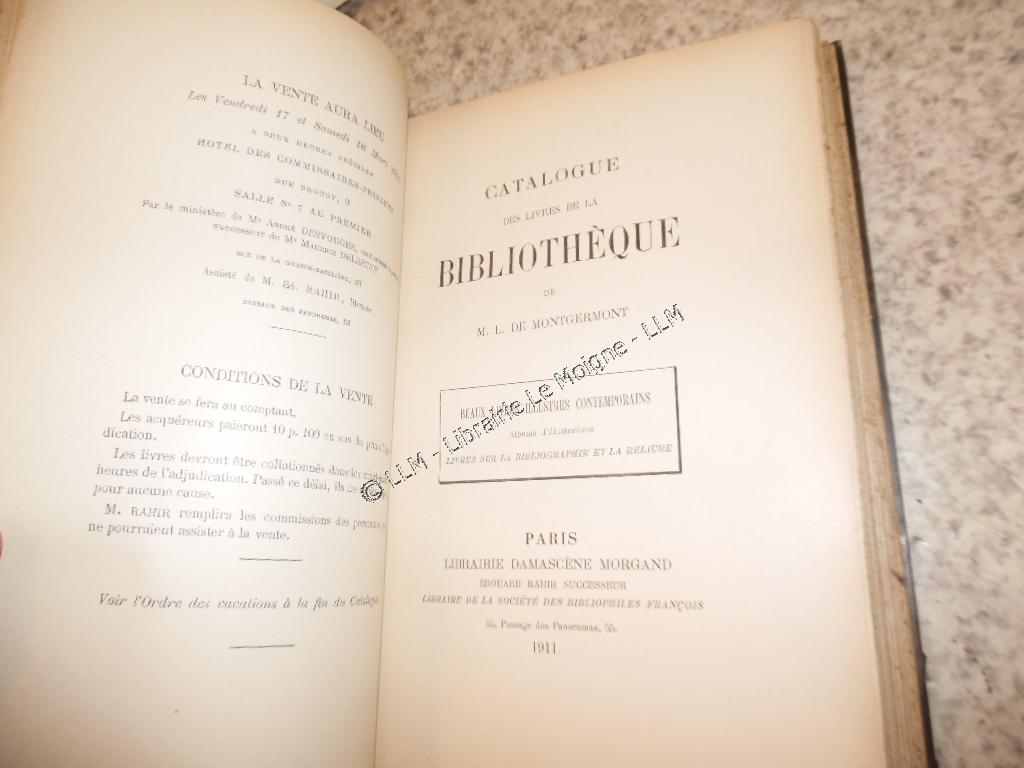 LA VENTE AURA LIEU
Les Vendredi 17 et Samedi 18 Mars
A DEUX HEURES PRÉCISES
HOTEL DES COMMISSAIRES-PRISEURS
RUE DROUOT, 9
SALLE N° 7 AU PREMIER
Par le ministère de Me ANDRÉ DESVOUGES,
successeur de Me MAURICE DELESTRE
RUE DE LA GRANGE-BATELIÈRE, 26
Assisté de M. Ed. RAHIR, libraire
PASSAGE DES PANORAMAS, 55
CONDITIONS DE LA VENTE
La vente se fera au comptant.
Les acquéreurs paieront 10 p. 100 en sus du
dication.
Les livres devront être collationnés dans les
heures de l'adjudication. Passé ce délai, ils ne
pour aucune cause.
M. RAHIR remplira les commissions des
ne pourraient assister à la vente.
Voir l'Ordre des vacations à la fin du Catalogue
CATALOGUE
DES LIVRES DE LA
BIBLIOTHÈQUE
DE
M. L. DE MONTGERMONT
BEAUX ILLUSTRÉS CONTEMPORAINS
Albums d'illustrations
LIVRES SUR LA BIBLIOGRAPHIE ET LA RELIURE
PARIS
LIBRAIRIE DAMASCÈNE MORGAND
ÉDOUARD RAHIR SUCCESSEUR
LIBRAIRE DE LA SOCIÉTÉ DES BIBLIOPHILES FRANÇOIS
55, Passage des Panoramas, 55.
1911.
© LLM - Librairie Le Moigne - LLM